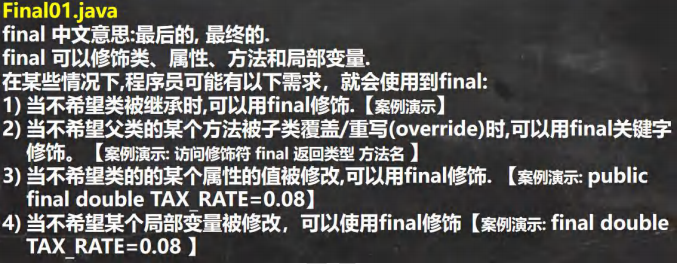 Final01.java
final 中文意思:最后的, 最终的.
final 可以修饰类、属性、方法和局部变量.
在某些情况下,程序员可能有以下需求，就会使用到final:
1) 当不希望类被继承时,可以用final修饰.【案例演示】
2) 当不希望父类的某个方法被子类覆盖/重写(override)时,可以用final关键字
修饰。【案例演示: 访问修饰符 final 返回类型 方法名 】
3) 当不希望类的的某个属性的值被修改,可以用final修饰. 【案例演示: public
final double TAX_RATE=0.08】
4) 当不希望某个局部变量被修改，可以使用final修饰【案例演示: final double
TAX_RATE=0.08 】